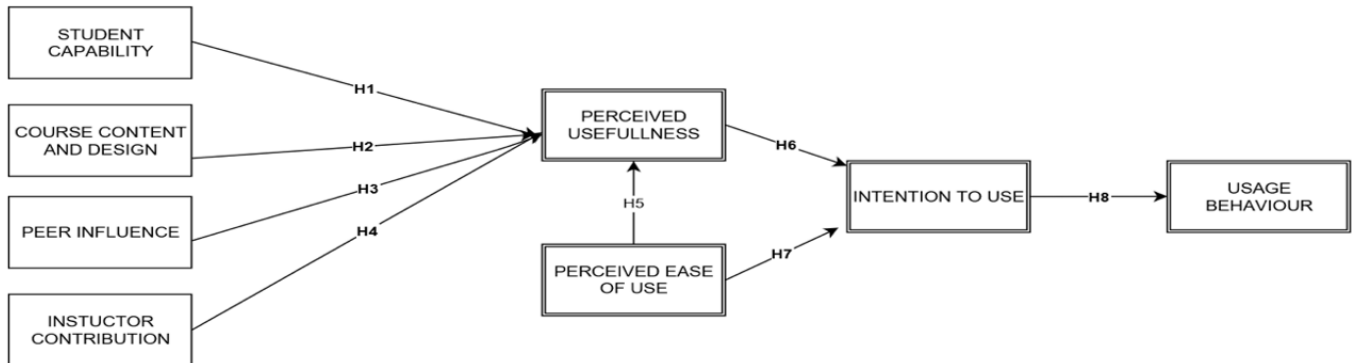 STUDENT
CAPABILITY
H1
COURSE CONTENT
AND DESIGN
H2
PEER INFLUENCE
H3
INSTUCTOR
CONTRIBUTION
H4
PERCEIVED
USEFULLNESS
H5
PERCEIVED EASE
OF USE
H6
H7
INTENTION TO USE
H8
USAGE
BEHAVIOUR